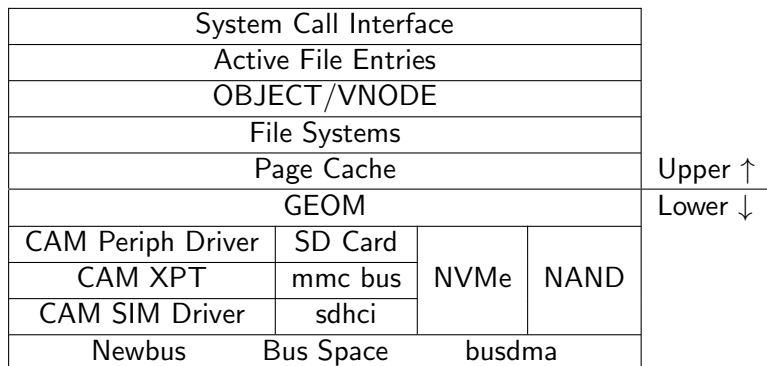 System Call Interface
Active File Entries
OBJECT/VNODE
File Systems
Page Cache Upper ↑
GEOM Lower ↓
CAM Periph Driver SD Card
CAM XPT mmc bus NVMe NAND
CAM SIM Driver sdhci
Newbus Bus Space busdma